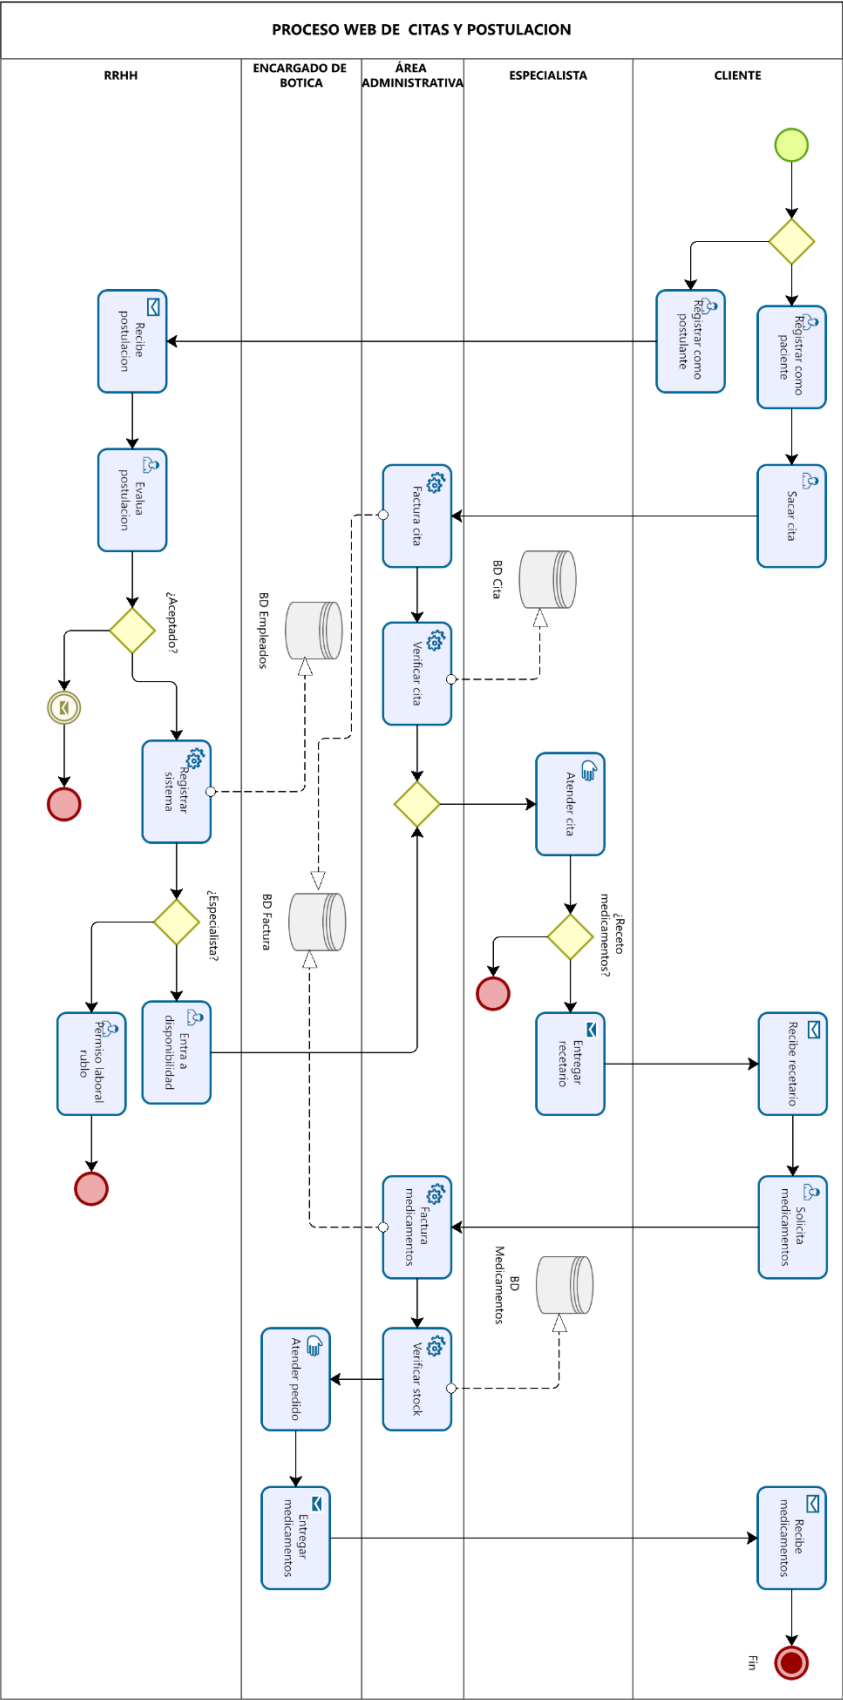 PROCESO WEB DE CITAS Y POSTULACION
RRHH
ENCARGADO DE
BOTICA
ÁREA
ADMINISTRATIVA
ESPECIALISTA
CLIENTE
Registrar como
postulante
Registrar como
paciente
Recibe
postulacion
Evalua
postulacion
Factura cita
Sacar cita
BD Cita
¿Aceptado?
BD Empleados
Verificar cita
Registrar
sistema
Atender cita
¿Especialista?
BD Factura
¿Receto
medicamentos?
Permiso laboral
rublo
Entra a
disponibilidad
Entregar
recetario
Recibe recetario
Factura
medicamentos
Solicita
medicamentos
BD
Medicamentos
Atender pedido
Verificar stock
Entregar
medicamentos
Recibe
medicamentos
Fin